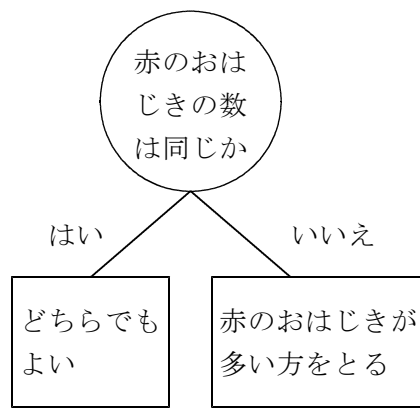 赤のおは
じきの数
は同じか
はい
いいえ
どちらでも
よい
赤のおはじきが
多い方をとる